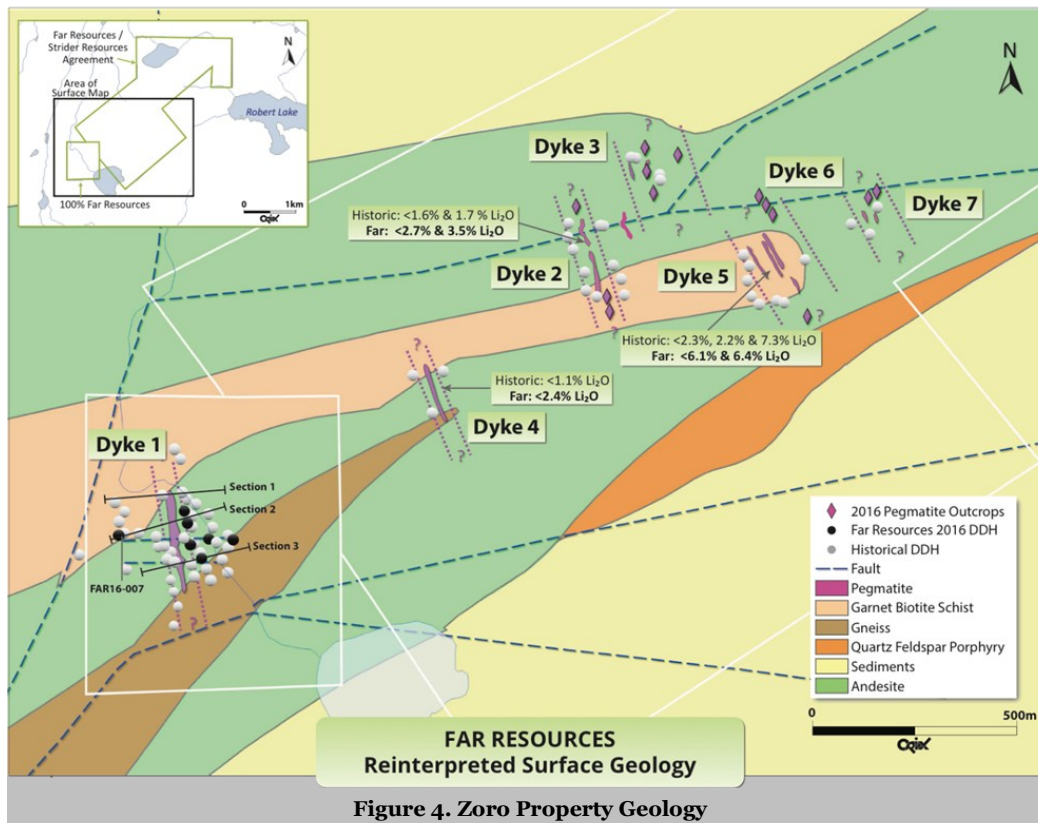 Far Resources /
Strider Resources
Agreement
N
Area of
Surface Map
Robert Lake
100% Far Resources
0 1km
N
Dyke 3
?
?
Dyke 6
?
Dyke 7
Historic: <1.6% & 1.7 % Li₂O
Far: <2.7% & 3.5% Li₂O
?
?
?
Dyke 2
Dyke 5
?
?
Historic: <2.3%, 2.2% & 7.3% Li₂O
Far: <6.1% & 6.4% Li₂O
?
Historic: <1.1% Li₂O
Far: <2.4% Li₂O
Dyke 4
?
Dyke 1
?
Section 1
Section 2
Section 3
FAR16-007
?
2016 Pegmatite Outcrops
Far Resources 2016 DDH
Historical DDH
Fault
Pegmatite
Garnet Biotite Schist
Gneiss
Quartz Feldspar Porphyry
Sediments
Andesite
0 500m
FAR RESOURCES
Reinterpreted Surface Geology
Figure 4. Zoro Property Geology